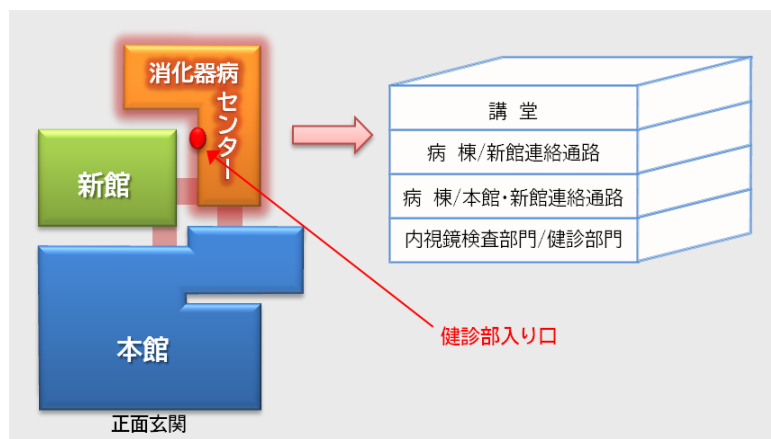 消化器病
センター
新館
本館
正面玄関
講 堂
病 棟/新館連絡通路
病 棟/本館・新館連絡通路
内視鏡検査部門/健診部門
健診部入り口